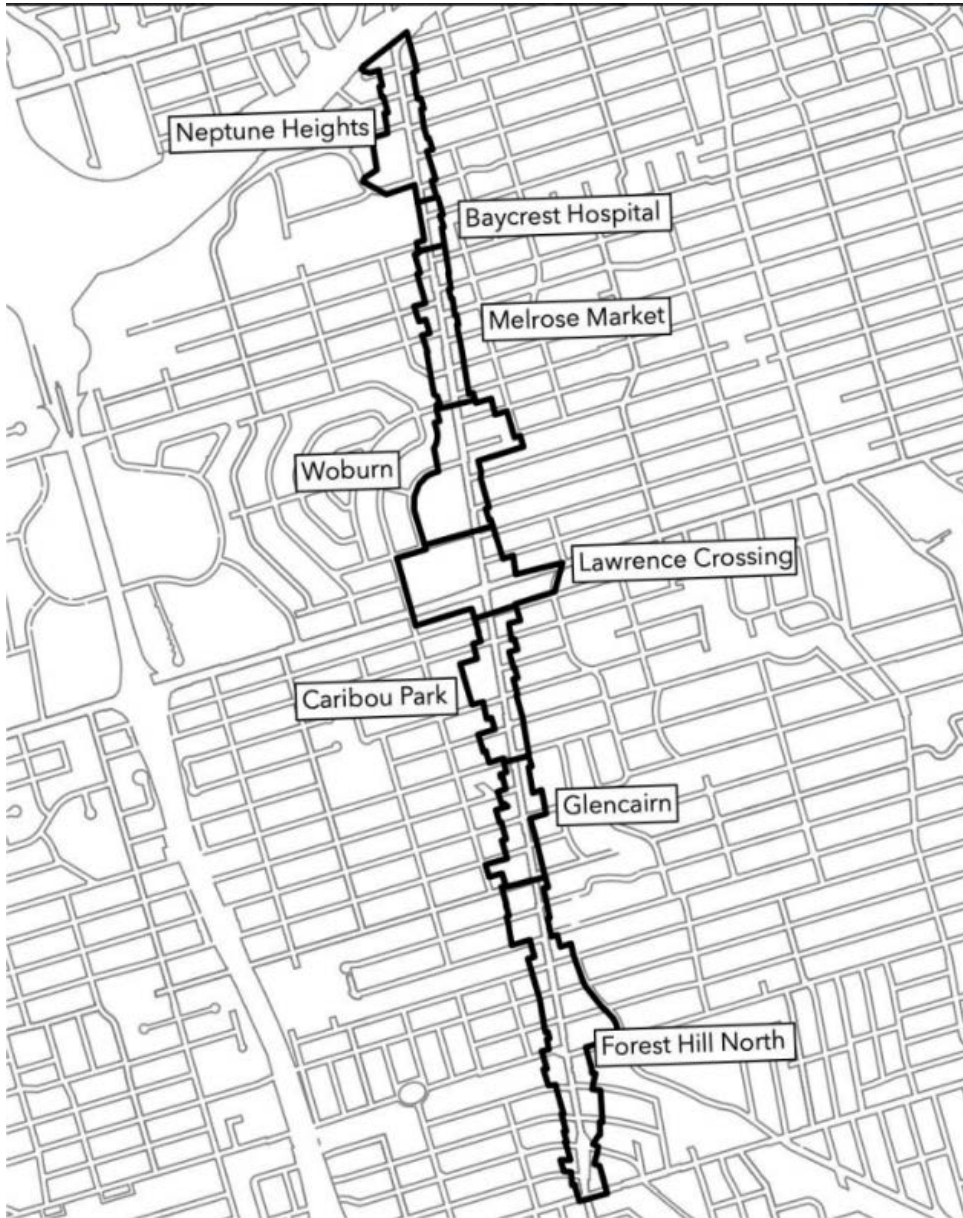 Neptune Heights
Baycrest Hospital
Melrose Market
Woburn
Lawrence Crossing
Caribou Park
Glencairn
Forest Hill North